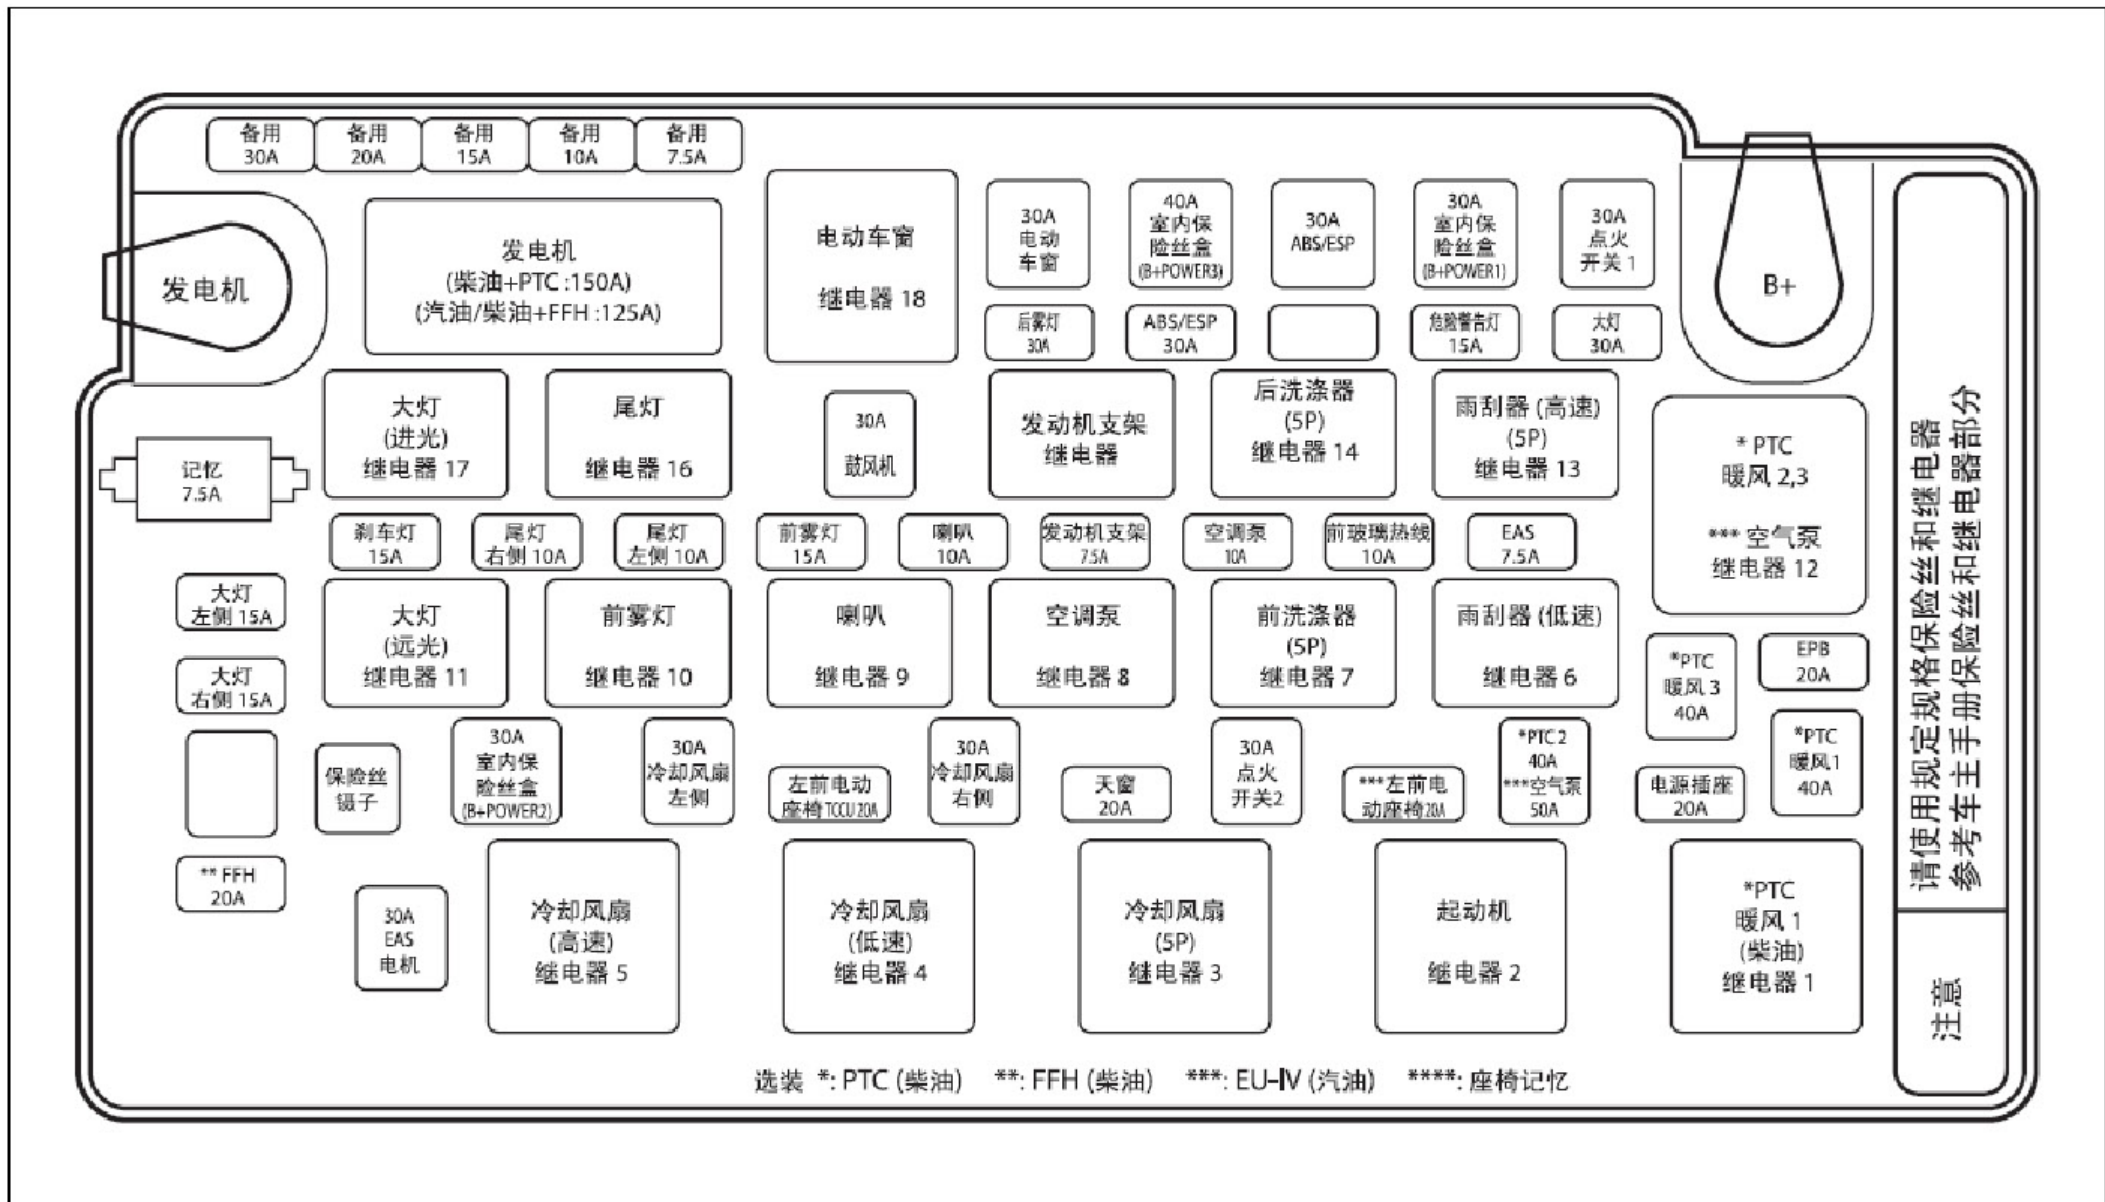 备用
30A
备用
20A
备用
15A
备用
10A
备用
7.5A
发电机
发电机
(柴油+PTC :150A)
(汽油/柴油+FFH :125A)
电动车窗
继电器 18
30A
电动
车窗
40A
室内保
险丝盒
(B+POWER3)
30A
ABS/ESP
30A
室内保
险丝盒
(B+POWER1)
30A
点火
开关 1
B+
后雾灯
30A
ABS/ESP
30A
危险警告灯
15A
大灯
30A
记忆
7.5A
大灯
(进光)
继电器 17
尾灯
继电器 16
30A
鼓风机
发动机支架
继电器
后洗涤器
(5P)
继电器 14
雨刮器 (高速)
(5P)
继电器 13
* PTC
暖风 2,3
*** 空气泵
继电器 12
刹车灯
15A
尾灯
右侧 10A
尾灯
左侧 10A
前雾灯
15A
喇叭
10A
发动机支架
7.5A
空调泵
10A
前玻璃热线
10A
EAS
7.5A
大灯
左侧 15A
大灯
右侧 15A
大灯
(远光)
继电器 11
前雾灯
继电器 10
喇叭
继电器 9
空调泵
继电器 8
前洗涤器
(5P)
继电器 7
雨刮器 (低速)
继电器 6
*PTC
暖风 3
40A
EPB
20A
*PTC
暖风1
40A
保险丝
镊子
30A
室内保
险丝盒
(B+POWER2)
30A
冷却风扇
左侧
左前电动
座椅 TCCU 20A
30A
冷却风扇
右侧
天窗
20A
30A
点火
开关2
***左前电
动座椅20A
*PTC 2
40A
***空气泵
50A
电源插座
20A
** FFH
20A
30A
EAS
电机
冷却风扇
(高速)
继电器 5
冷却风扇
(低速)
继电器 4
冷却风扇
(5P)
继电器 3
起动机
继电器 2
*PTC
暖风 1
(柴油)
继电器 1
请使用规定规格保险丝和继电器
参考车主手册保险丝和继电器部分
注意
选装 *: PTC (柴油) **: FFH (柴油) ***: EU-IV (汽油) ****: 座椅记忆